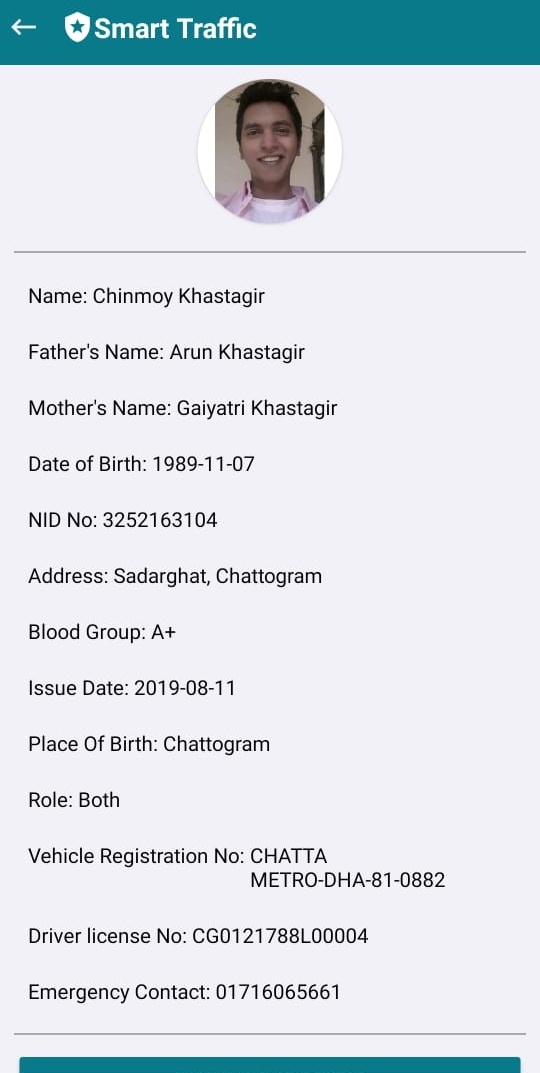 Smart Traffic
Name: Chinmoy Khastagir
Father's Name: Arun Khastagir
Mother's Name: Gaiyatri Khastagir
Date of Birth: 1989-11-07
NID No: 3252163104
Address: Sadarghat, Chattogram
Blood Group: A+
Issue Date: 2019-08-11
Place Of Birth: Chattogram
Role: Both
Vehicle Registration No: CHATTA
METRO-DHA-81-0882
Driver license No: CG0121788L00004
Emergency Contact: 01716065661